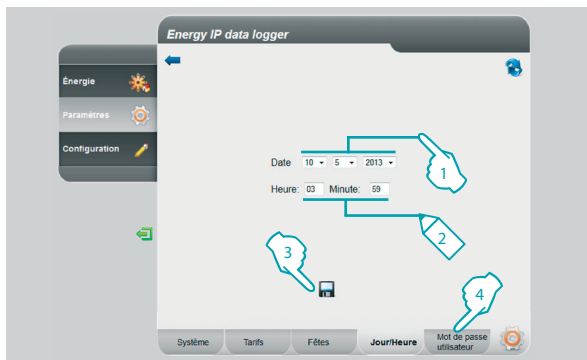 Energy IP data logger
Énergie
Paramètres
Configuration
Date 10 5 2013
1
Heure: 03 Minute: 59
2
3
4
Système Tarifs Fêtes Jour/Heure Mot de passe
utilisateur